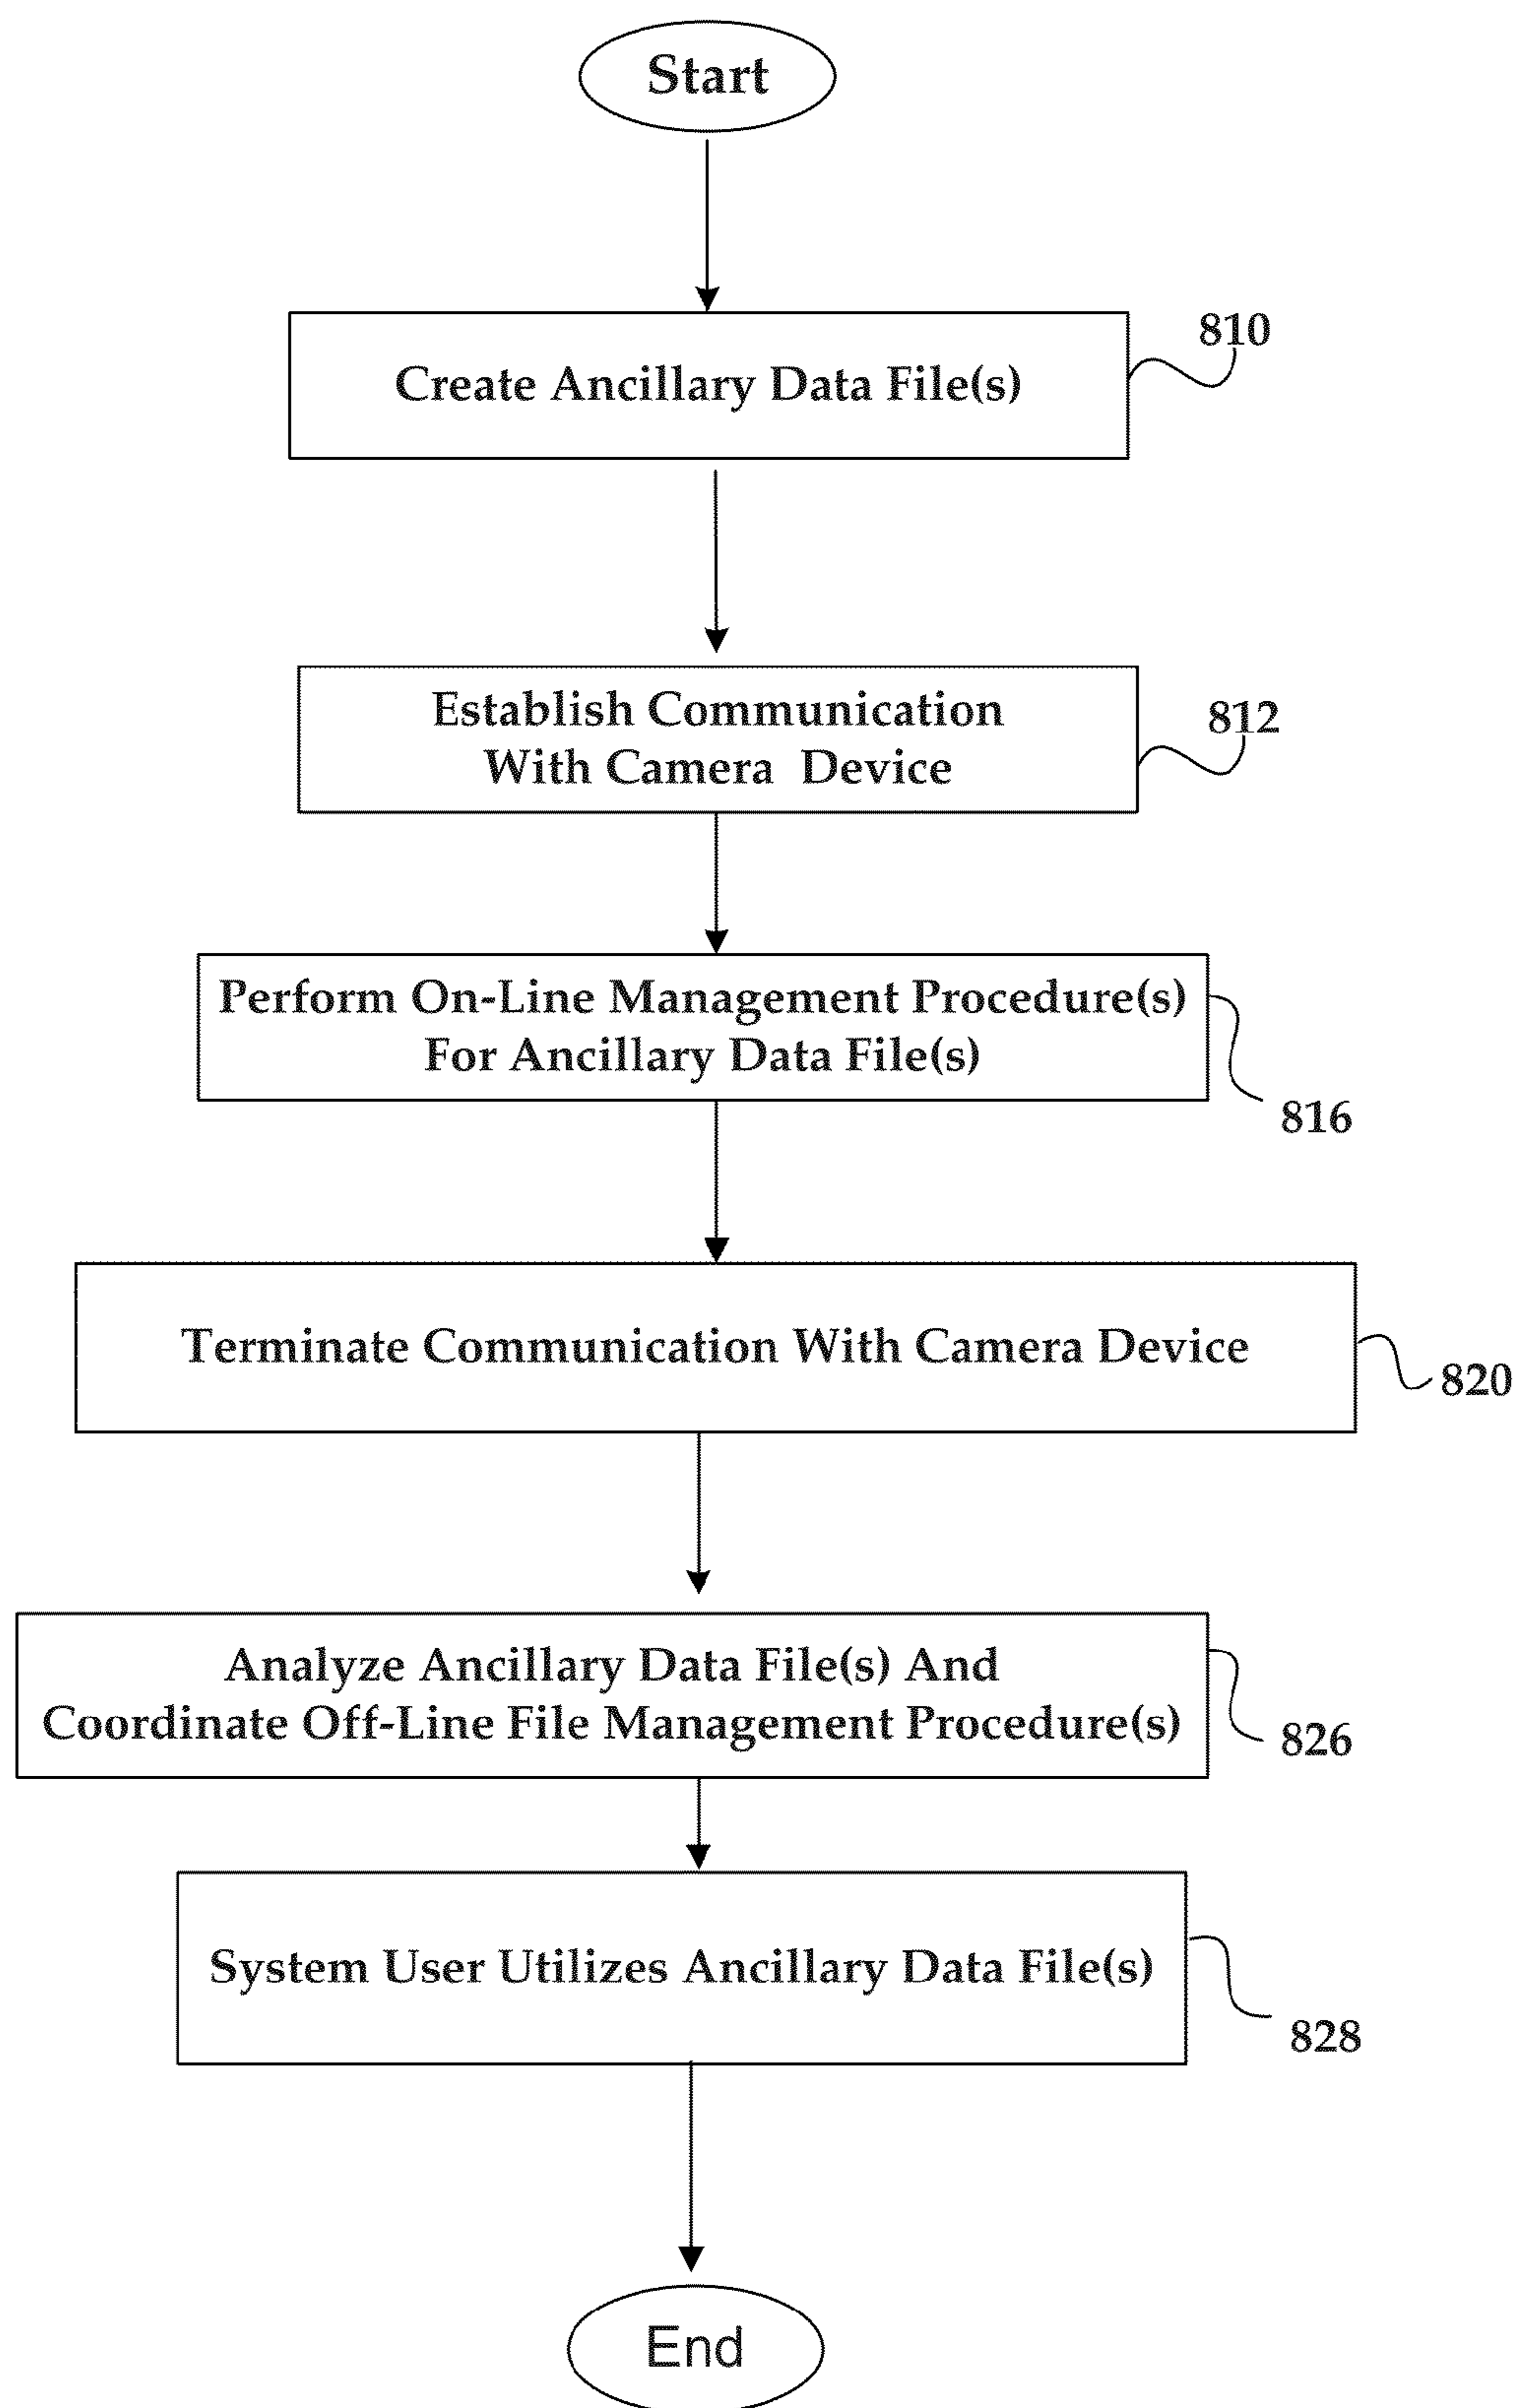 Start
Create Ancillary Data File(s)
810
Establish Communication
With Camera Device
812
Perform On-Line Management Procedure(s)
For Ancillary Data File(s)
816
Terminate Communication With Camera Device
820
Analyze Ancillary Data File(s) And
Coordinate Off-Line File Management Procedure(s)
826
System User Utilizes Ancillary Data File(s)
828
End